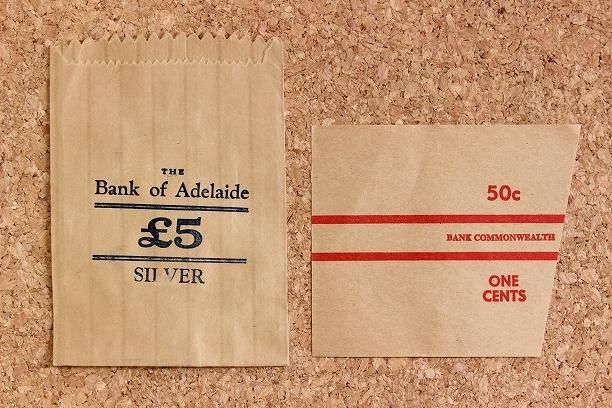 THE
Bank of Adelaide
£5
SILVER
50c
BANK COMMONWEALTH
ONE
CENTS